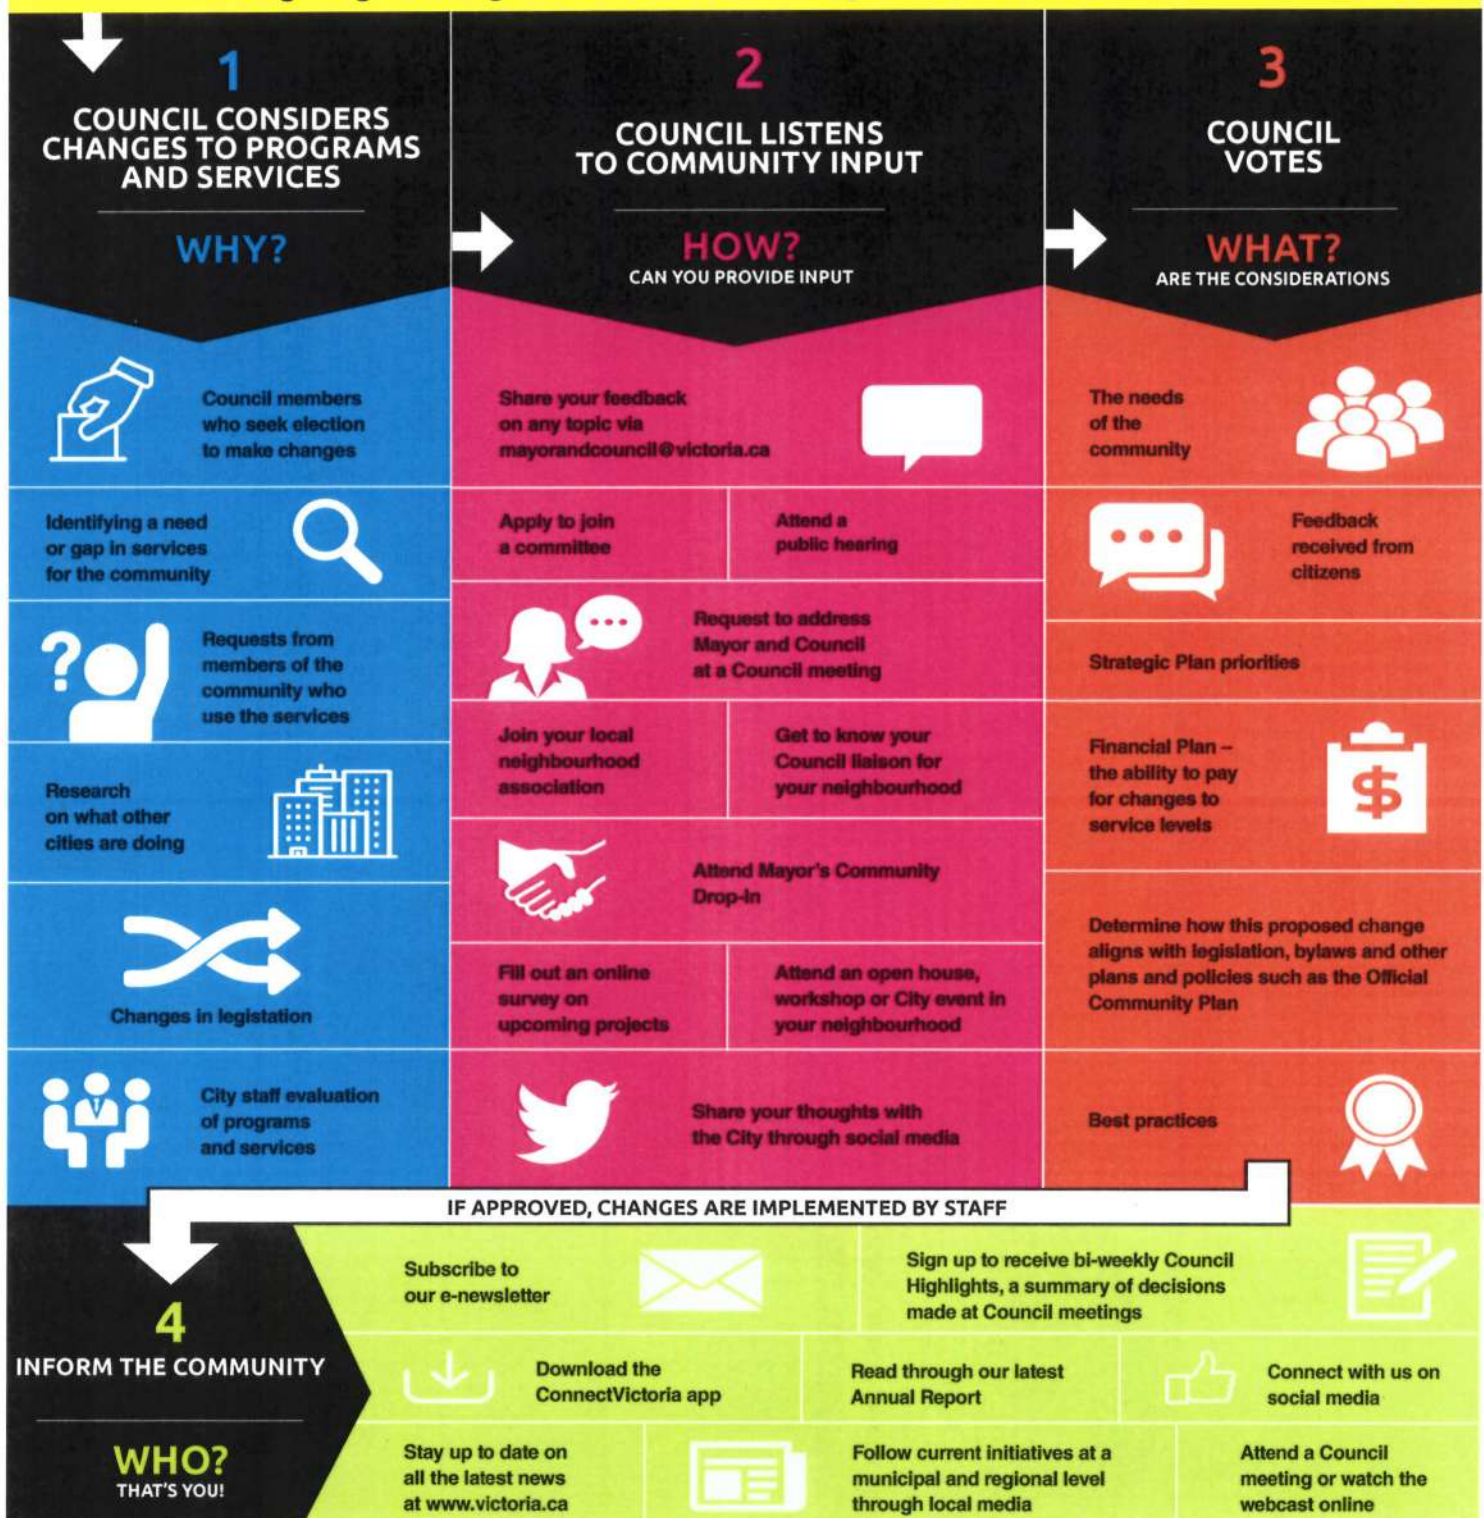 1
COUNCIL CONSIDERS
CHANGES TO PROGRAMS
AND SERVICES
WHY?
Council members
who seek election
to make changes
Identifying a need
or gap in services
for the community
?
Requests from
members of the
community who
use the services
Research
on what other
cities are doing
Changes in legistation
City staff evaluation
of programs
and services
2
COUNCIL LISTENS
TO COMMUNITY INPUT
HOW?
CAN YOU PROVIDE INPUT
Share your feedback
on any topic via
mayorandcouncil@victoria.ca
Apply to join
a committee
Attend a
public hearing
Request to address
Mayor and Council
at a Council meeting
Join your local
neighbourhood
association
Get to know your
Council liaison for
your neighbourhood
Attend Mayor's Community
Drop-In
Fill out an online
survey on
upcoming projects
Attend an open house,
workshop or City event in
your neighbourhood
Share your thoughts with
the City through social media
3
COUNCIL
VOTES
WHAT?
ARE THE CONSIDERATIONS
The needs
of the
community
Feedback
received from
citizens
Strategic Plan priorities
Financial Plan –
the ability to pay
for changes to
service levels
$
Determine how this proposed change
aligns with legislation, bylaws and other
plans and policies such as the Official
Community Plan
Best practices
IF APPROVED, CHANGES ARE IMPLEMENTED BY STAFF
4
INFORM THE COMMUNITY
WHO?
THAT'S YOU!
Subscribe to
our e-newsletter
Sign up to receive bi-weekly Council
Highlights, a summary of decisions
made at Council meetings
Download the
ConnectVictoria app
Read through our latest
Annual Report
Connect with us on
social media
Stay up to date on
all the latest news
at www.victoria.ca
Follow current initiatives at a
municipal and regional level
through local media
Attend a Council
meeting or watch the
webcast online